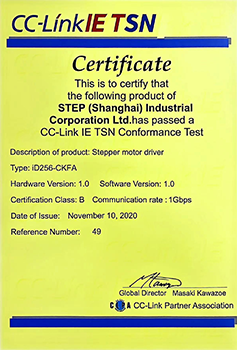 CC-Link IE TSN
Certificate
This is to certify that
the following product of
STEP (Shanghai) Industrial
Corporation Ltd.has passed a
CC-Link IE TSN Conformance Test
Description of product: Stepper motor driver
Type: iD256-CKFA
Hardware Version: 1.0 Software Version: 1.0
Certification Class: B Communication rate : 1Gbps
Date of Issue: November 10, 2020
Reference Number: 49
Global Director Masaki Kawazoe
CC-Link Partner Association